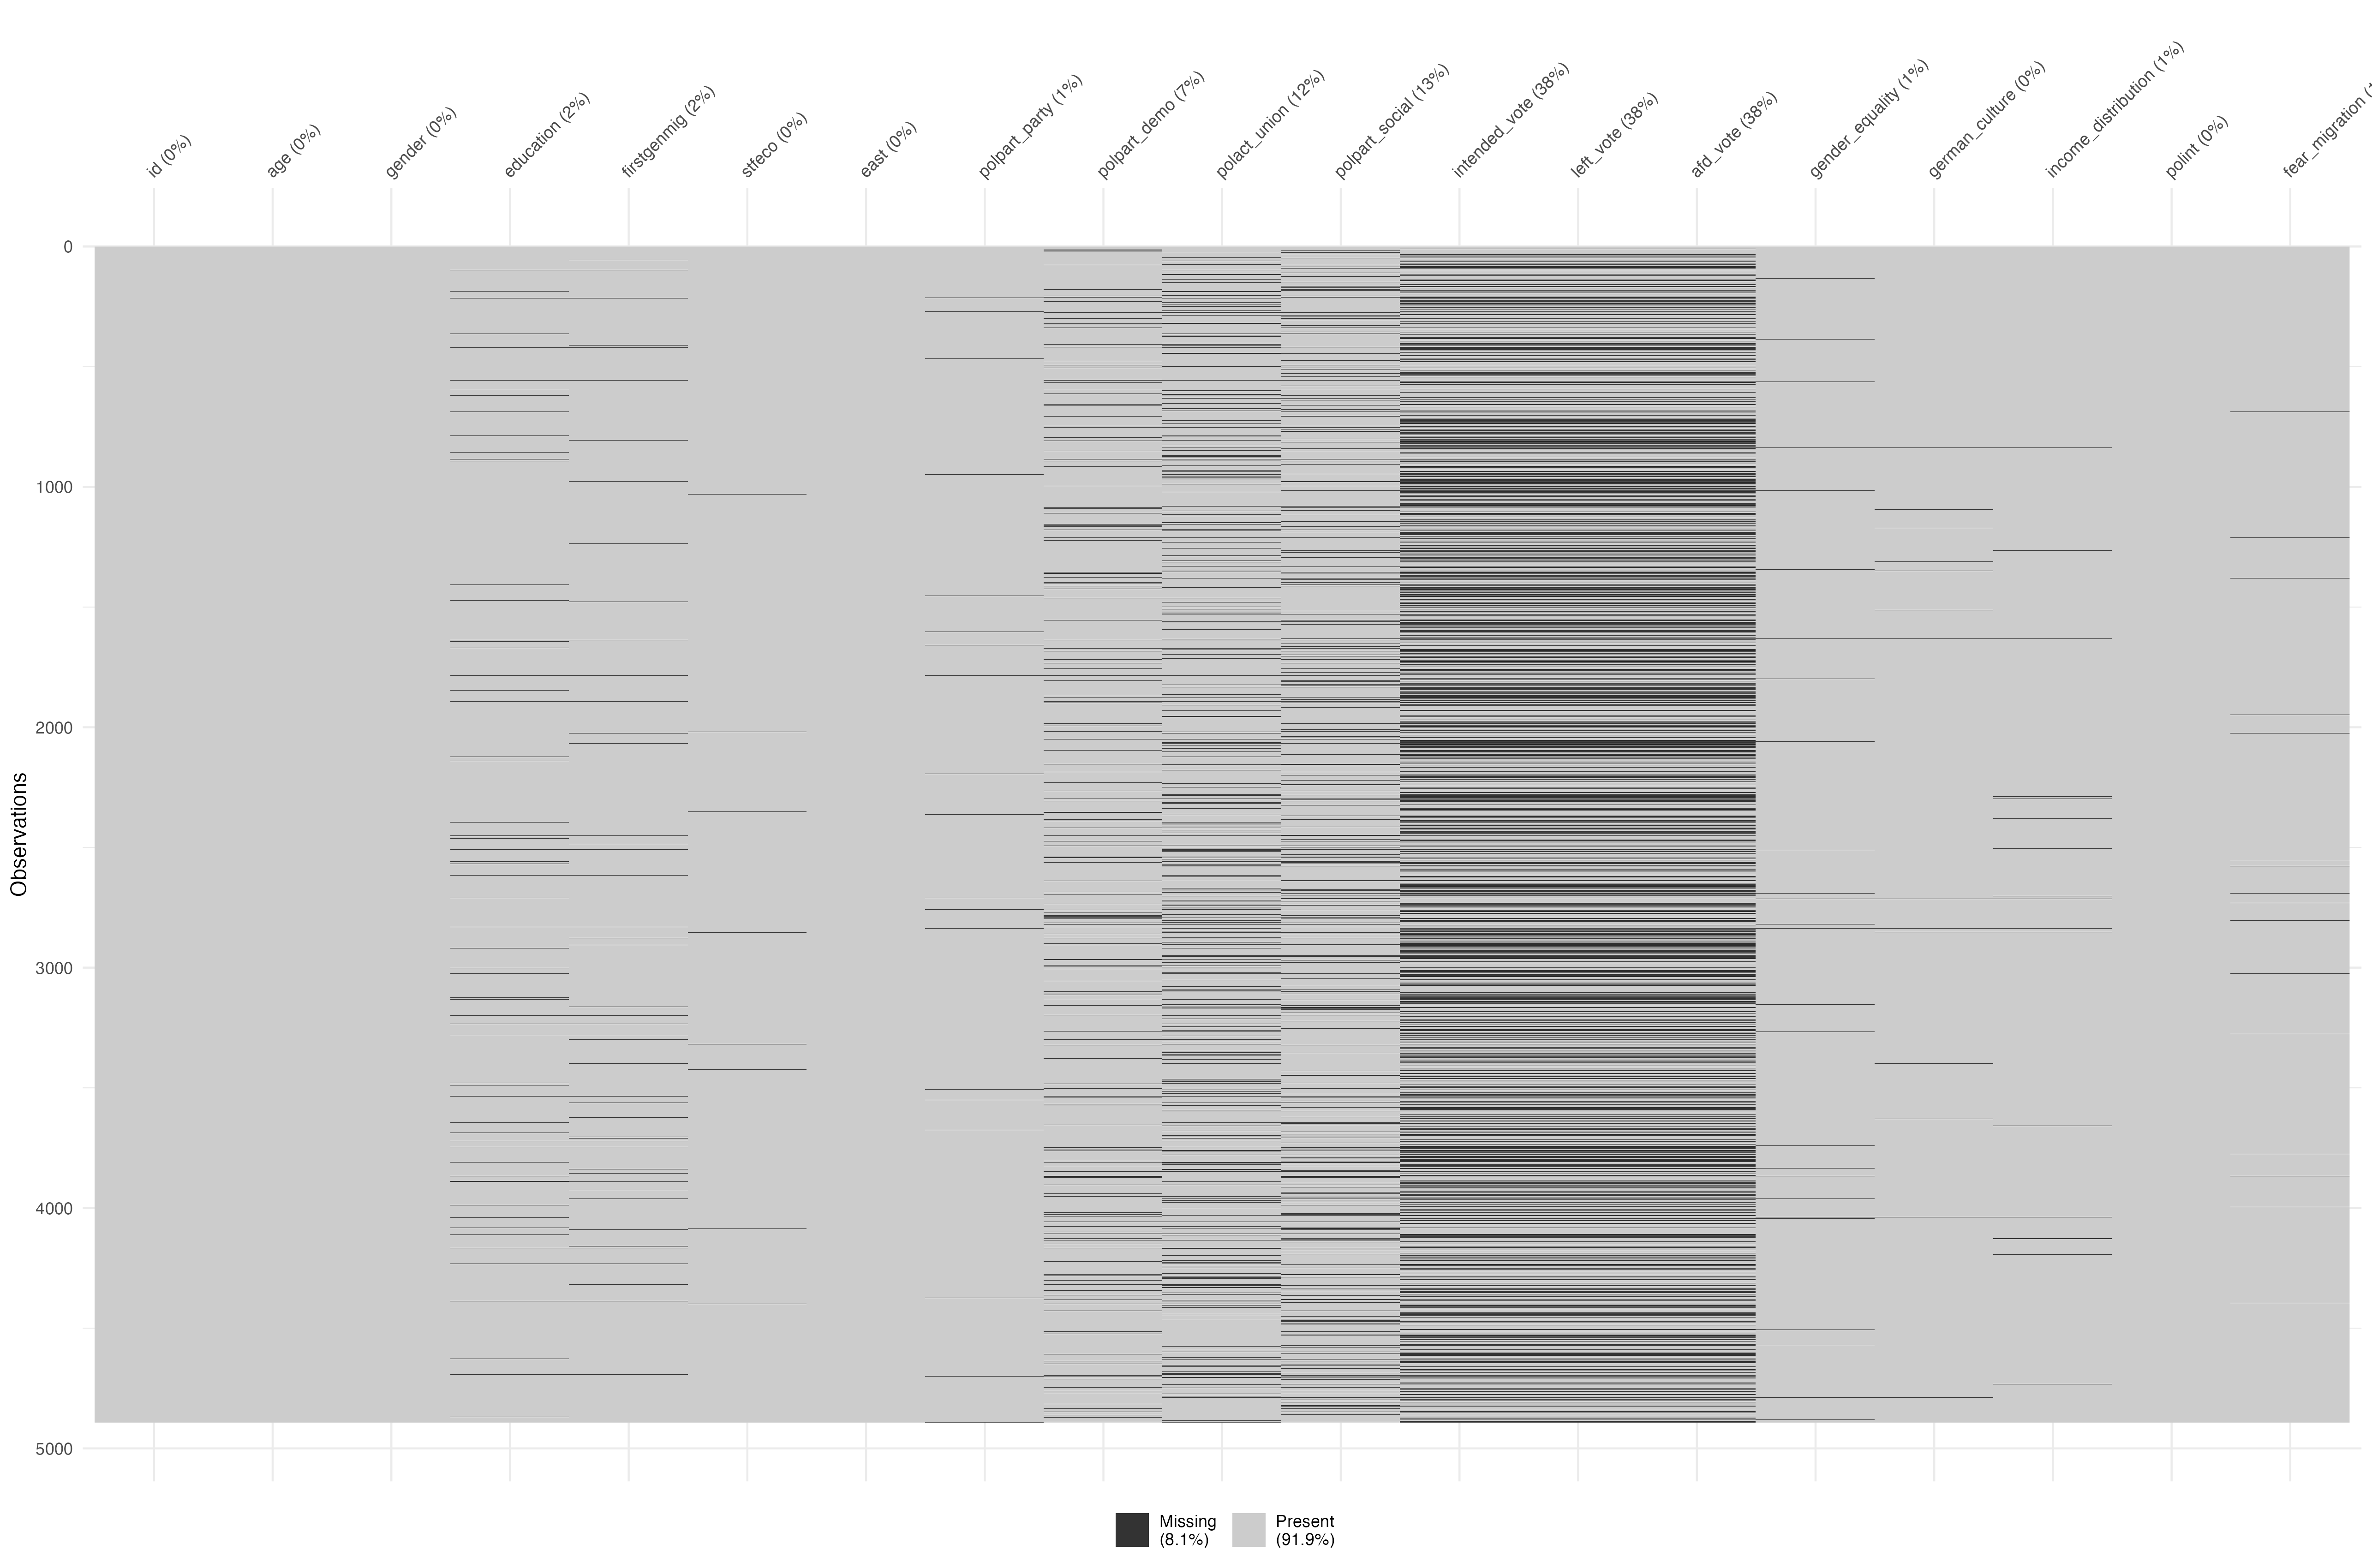 id (0%)
age (0%)
gender (0%)
education (2%)
firstgenmig (2%)
stfeco (0%)
east (0%)
polpart_party (1%)
polpart_demo (7%)
polact_union (12%)
polpart_social (13%)
intended_vote (38%)
left_vote (38%)
afd_vote (38%)
gender_equality (1%)
german_culture (0%)
income_distribution (1%)
polint (0%)
fear_migration
0
1000
2000
3000
4000
5000
Observations
Missing
(8.1%)
Present
(91.9%)